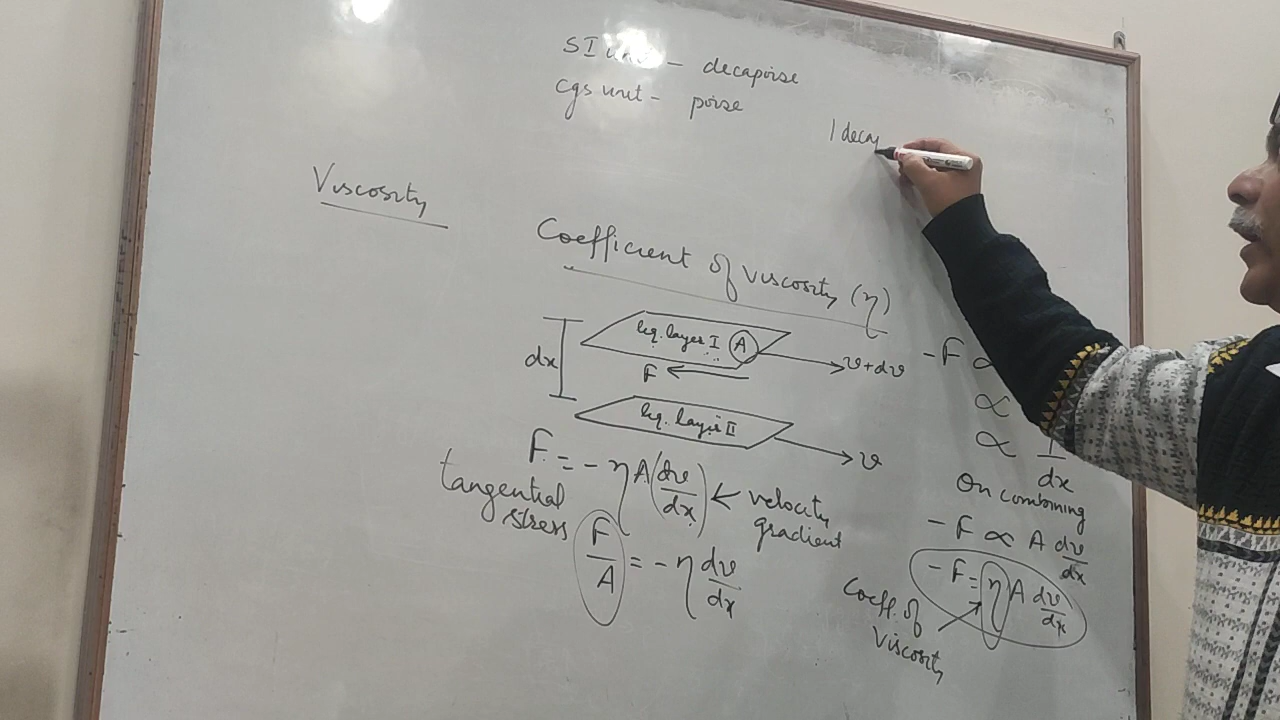 SI unit - decapoise
cgs unit - poise
1 decap
Viscosity
Coefficient of viscosity (η)
liq. layer I A
dx
v+dv
F
liq. layer II
v
F = - η A (dv/dx) ← velocity gradient
tangential stress
F/A = - η dv/dx
-F ∝
∝
∝ 1/dx
On combining
- F ∝ A dv/dx
- F = η A dv/dx
Coeff. of
Viscosity